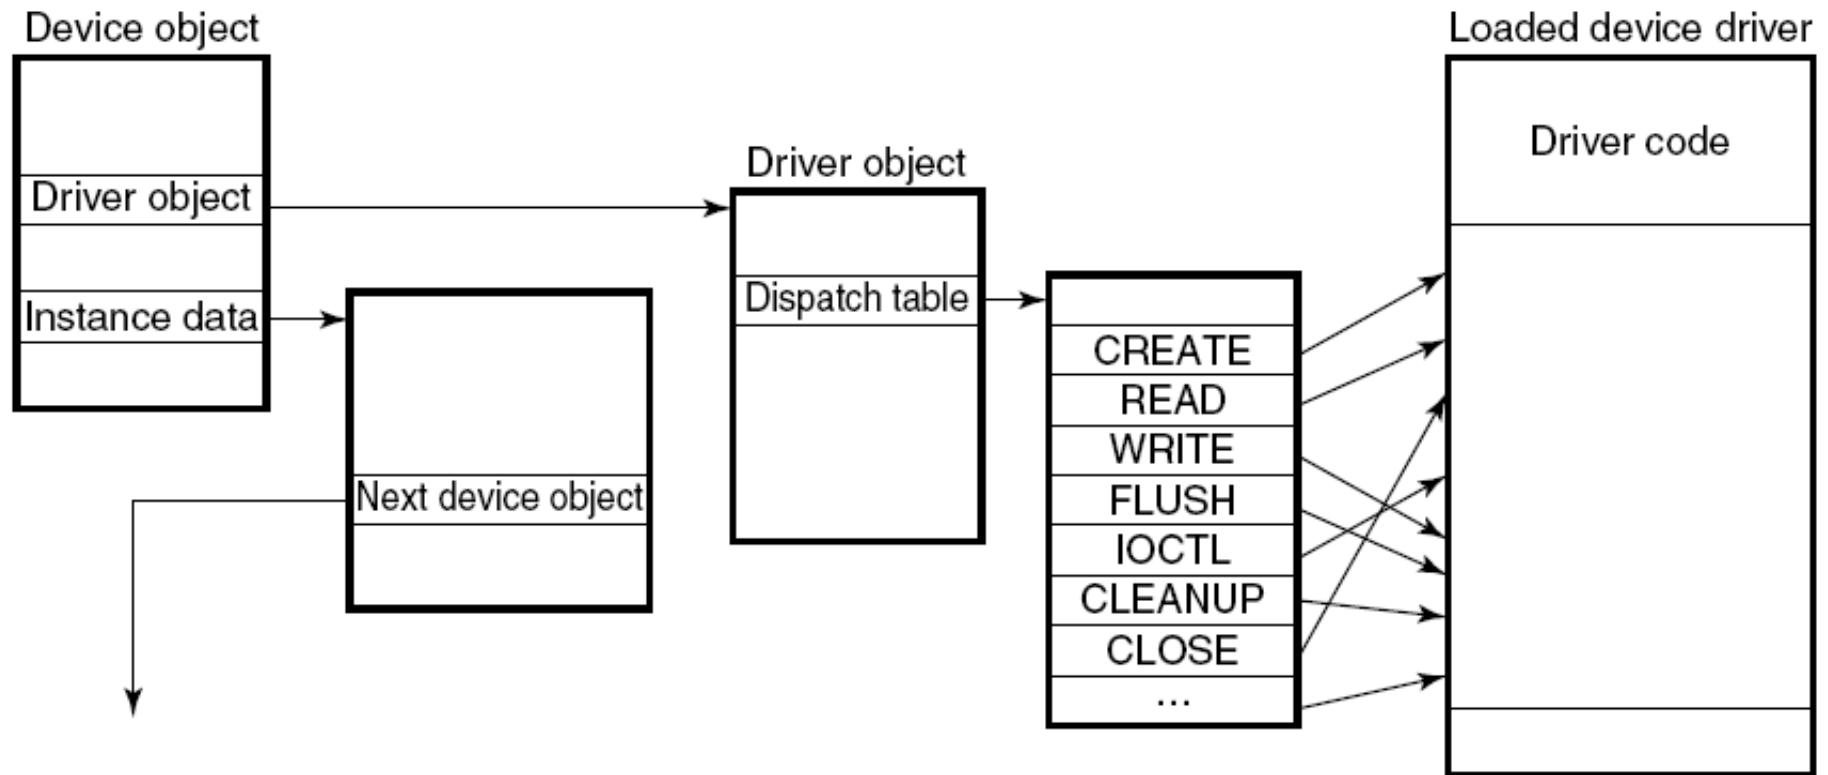 Device object
Loaded device driver
Driver code
Driver object
Driver object
Instance data
Dispatch table
CREATE
READ
WRITE
Next device object
FLUSH
IOCTL
CLEANUP
CLOSE
...